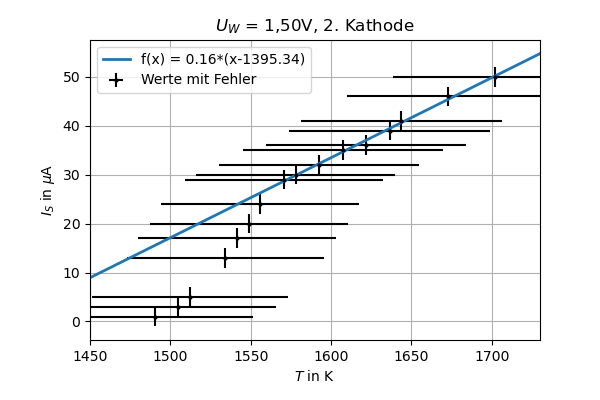 U_W = 1,50V, 2. Kathode
f(x) = 0.16*(x-1395.34)
Werte mit Fehler
I_S in µA
50
40
30
20
10
0
1450 1500 1550 1600 1650 1700
T in K